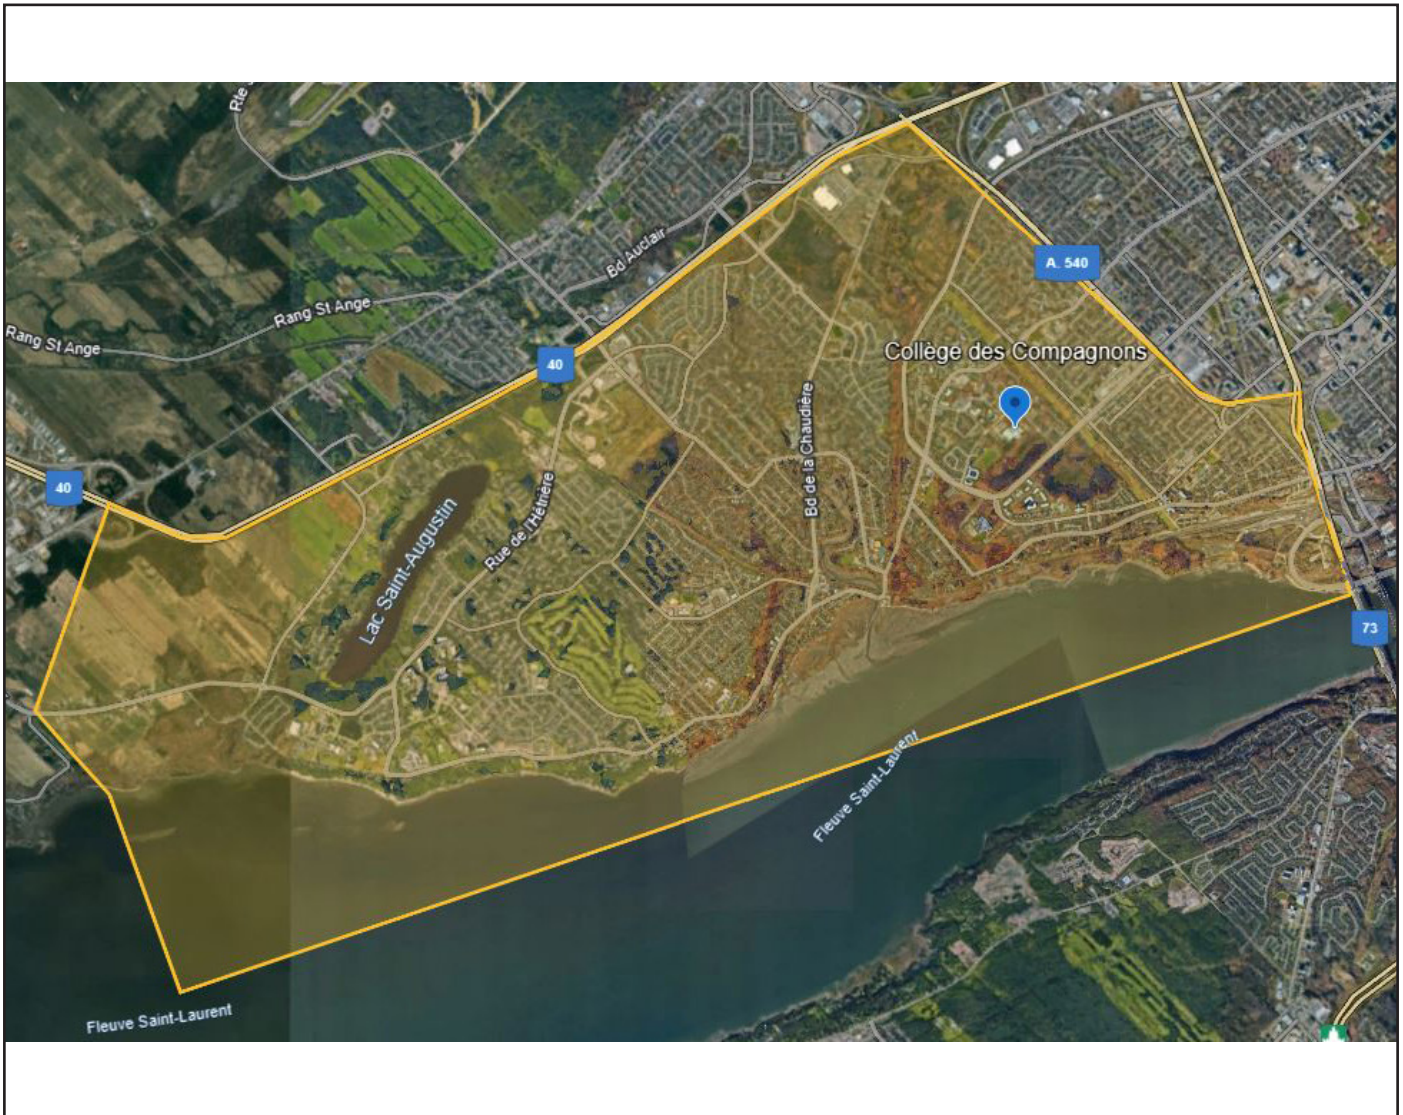 Rte
Bd Auclair
Rang St Ange
Rang St Ange
A. 540
40
Collège des Compagnons
Bd de la Chaudière
40
Lac Saint-Augustin
Rue de l'Hêtrière
73
Fleuve Saint-Laurent
Fleuve Saint-Laurent